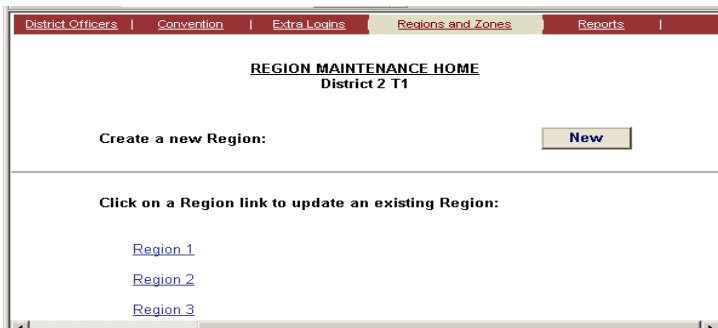 District Officers | Convention | Extra Logins | Regions and Zones | Reports |
REGION MAINTENANCE HOME
District 2 T1
Create a new Region: New
Click on a Region link to update an existing Region:
Region 1
Region 2
Region 3